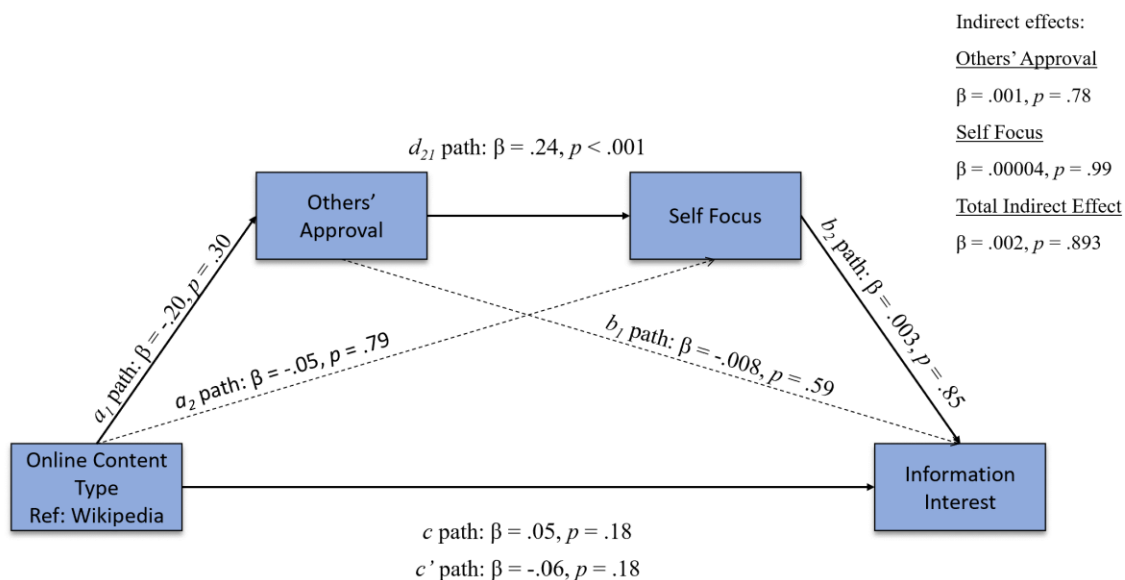 Indirect effects:
Others’ Approval
β = .001, p = .78
Self Focus
β = .00004, p = .99
Total Indirect Effect
β = .002, p = .893
d21 path: β = .24, p < .001
Others’
Approval
Self Focus
a1 path: β = -.20, p = .30
a2 path: β = -.05, p = .79
b1 path: β = -.008, p = .59
b2 path: β = .003, p = .85
Online Content
Type
Ref: Wikipedia
Information
Interest
c path: β = .05, p = .18
c’ path: β = -.06, p = .18